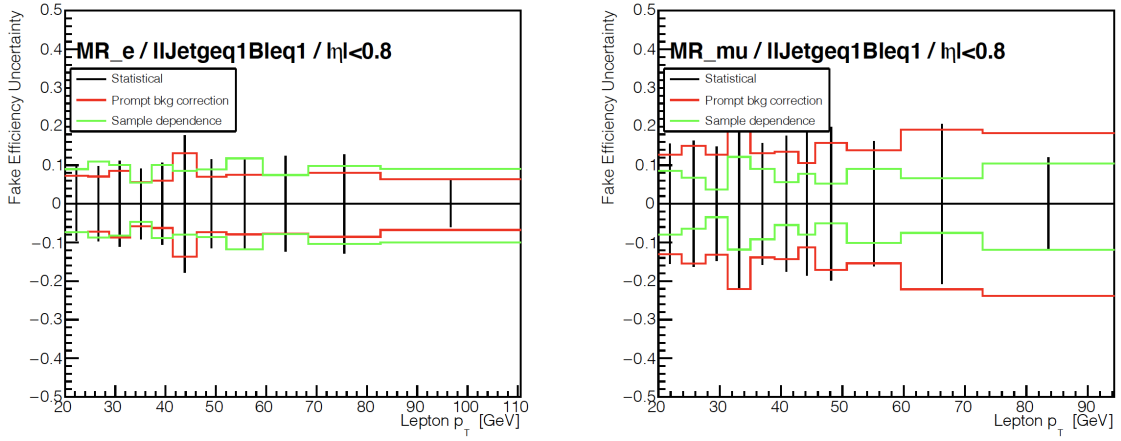 Fake Efficiency Uncertainty
0.5
0.4
0.3
0.2
0.1
0
−0.1
−0.2
−0.3
−0.4
−0.5
MR_e / llJetgeq1Bleq1 / |η|<0.8
Statistical
Prompt bkg correction
Sample dependence
20 30 40 50 60 70 80 90 100 110
Lepton p_T [GeV]
Fake Efficiency Uncertainty
0.5
0.4
0.3
0.2
0.1
0
−0.1
−0.2
−0.3
−0.4
−0.5
MR_mu / llJetgeq1Bleq1 / |η|<0.8
Statistical
Prompt bkg correction
Sample dependence
20 30 40 50 60 70 80 90
Lepton p_T [GeV]